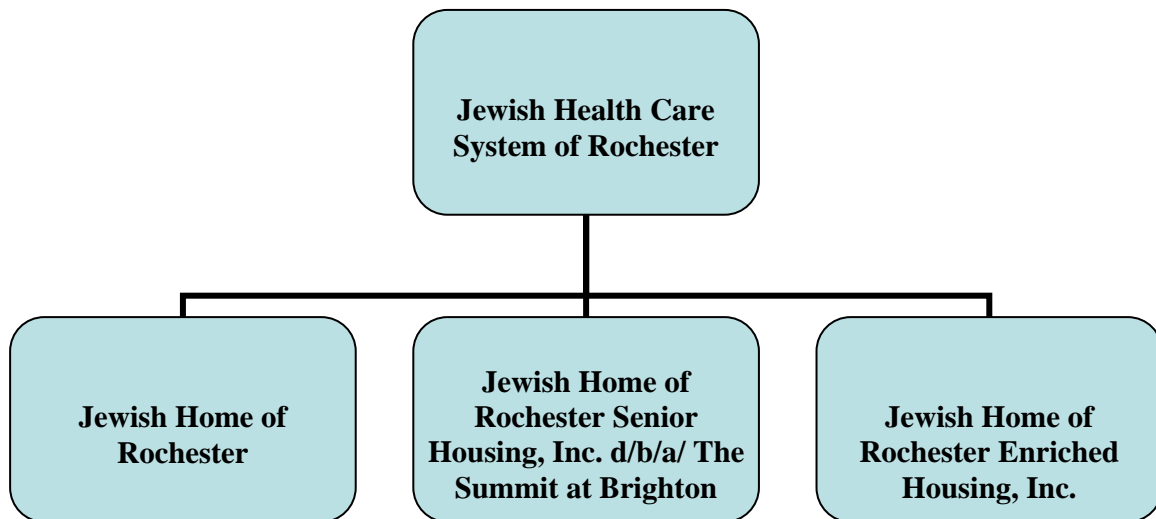 Jewish Health Care
System of Rochester
Jewish Home of
Rochester
Jewish Home of
Rochester Senior
Housing, Inc. d/b/a/ The
Summit at Brighton
Jewish Home of
Rochester Enriched
Housing, Inc.